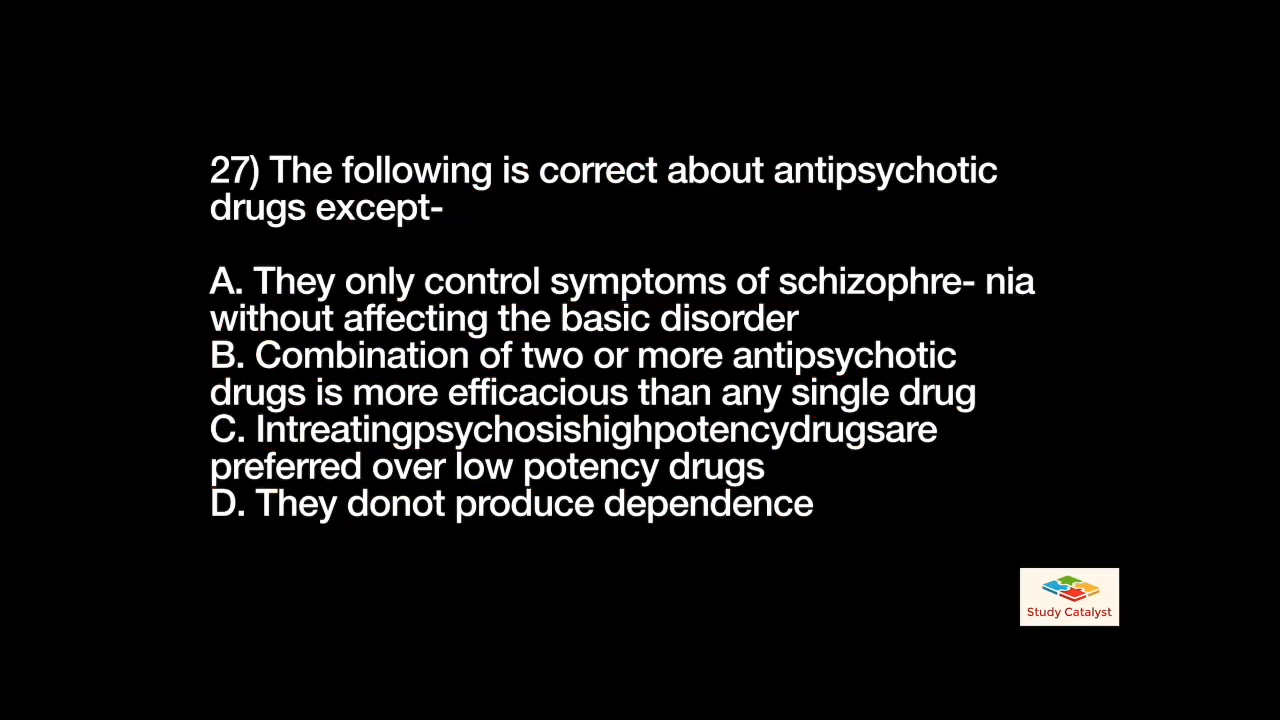 27) The following is correct about antipsychotic
drugs except-
A. They only control symptoms of schizophre- nia
without affecting the basic disorder
B. Combination of two or more antipsychotic
drugs is more efficacious than any single drug
C. Intreatingpsychosishighpotencydrugsare
preferred over low potency drugs
D. They donot produce dependence
Study Catalyst